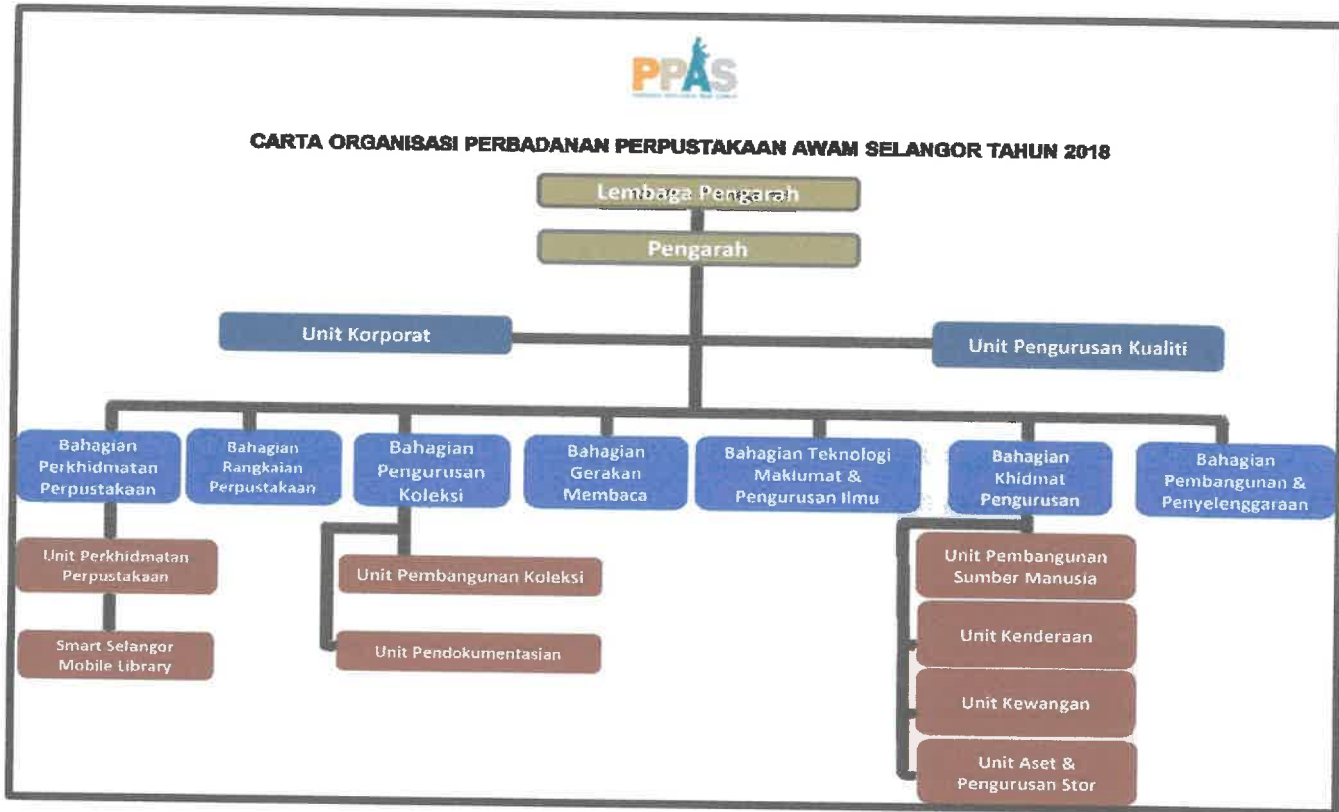 PPAS
CARTA ORGANISASI PERBADANAN PERPUSTAKAAN AWAM SELANGOR TAHUN 2018
Lembaga Pengarah
Pengarah
Unit Korporat
Unit Pengurusan Kualiti
Bahagian
Perkhidmatan
Perpustakaan
Bahagian
Rangkaian
Perpustakaan
Bahagian
Pengurusan
Koleksi
Bahagian
Gerakan
Membaca
Bahagian Teknologi
Maklumat &
Pengurusan Ilmu
Bahagian
Khidmat
Pengurusan
Bahagian
Pembangunan &
Penyelenggaraan
Unit Perkhidmatan
Perpustakaan
Smart Selangor
Mobile Library
Unit Pembangunan Koleksi
Unit Pendokumentasian
Unit Pembangunan
Sumber Manusia
Unit Kenderaan
Unit Kewangan
Unit Aset &
Pengurusan Stor